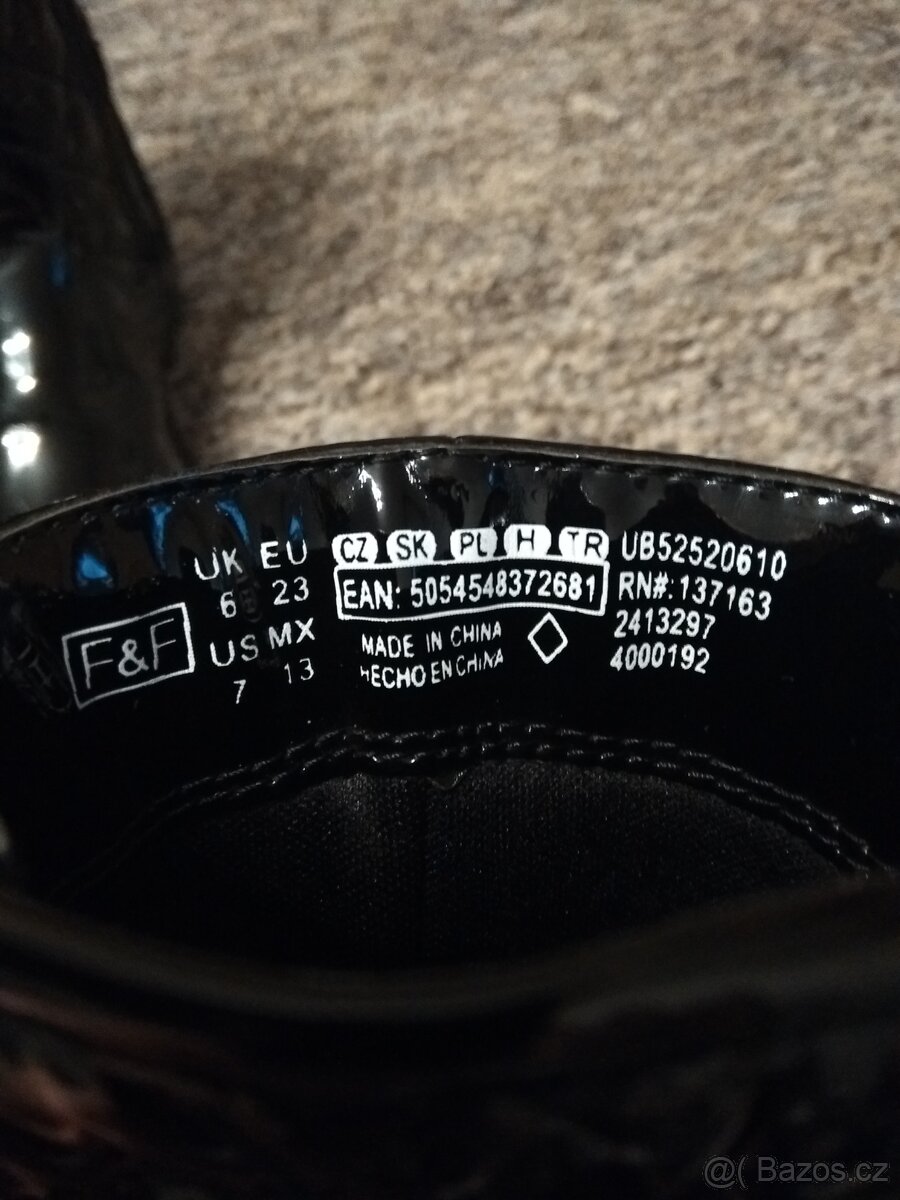 F&F
UK EU
6 23
US MX
7 13
CZ SK PL H TR
EAN: 5054548372681
MADE IN CHINA
HECHO EN CHINA
UB52520610
RN#: 137163
2413297
4000192
@( Bazos.cz